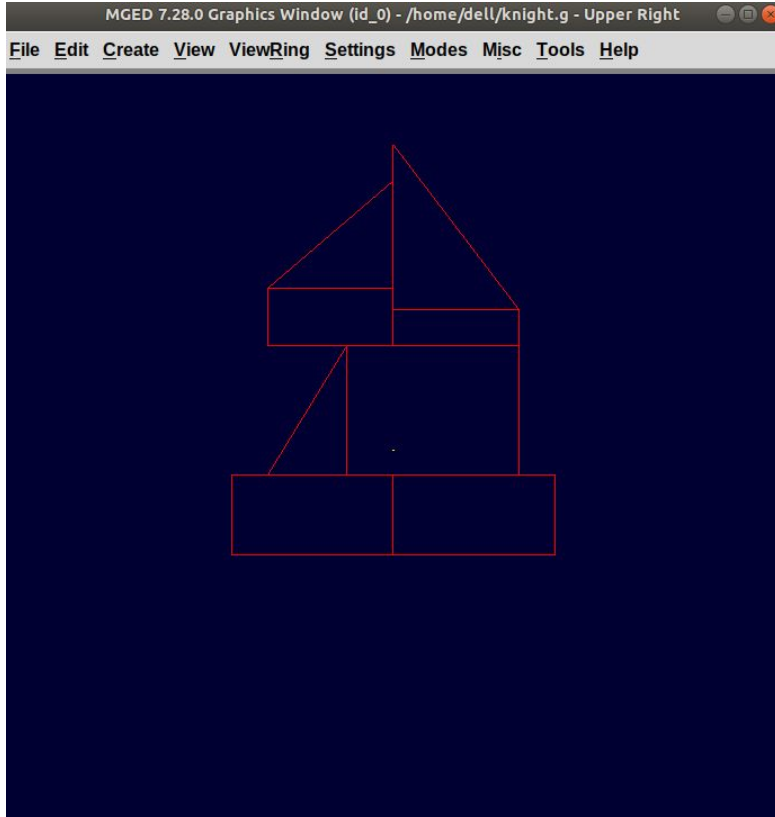 MGED 7.28.0 Graphics Window (id_0) - /home/dell/knight.g - Upper Right
File Edit Create View ViewRing Settings Modes Misc Tools Help